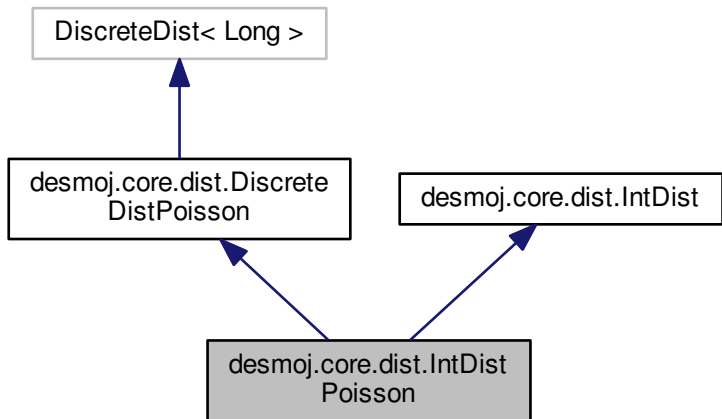 DiscreteDist< Long >
desmoj.core.dist.Discrete
DistPoisson
desmoj.core.dist.IntDist
desmoj.core.dist.IntDist
Poisson